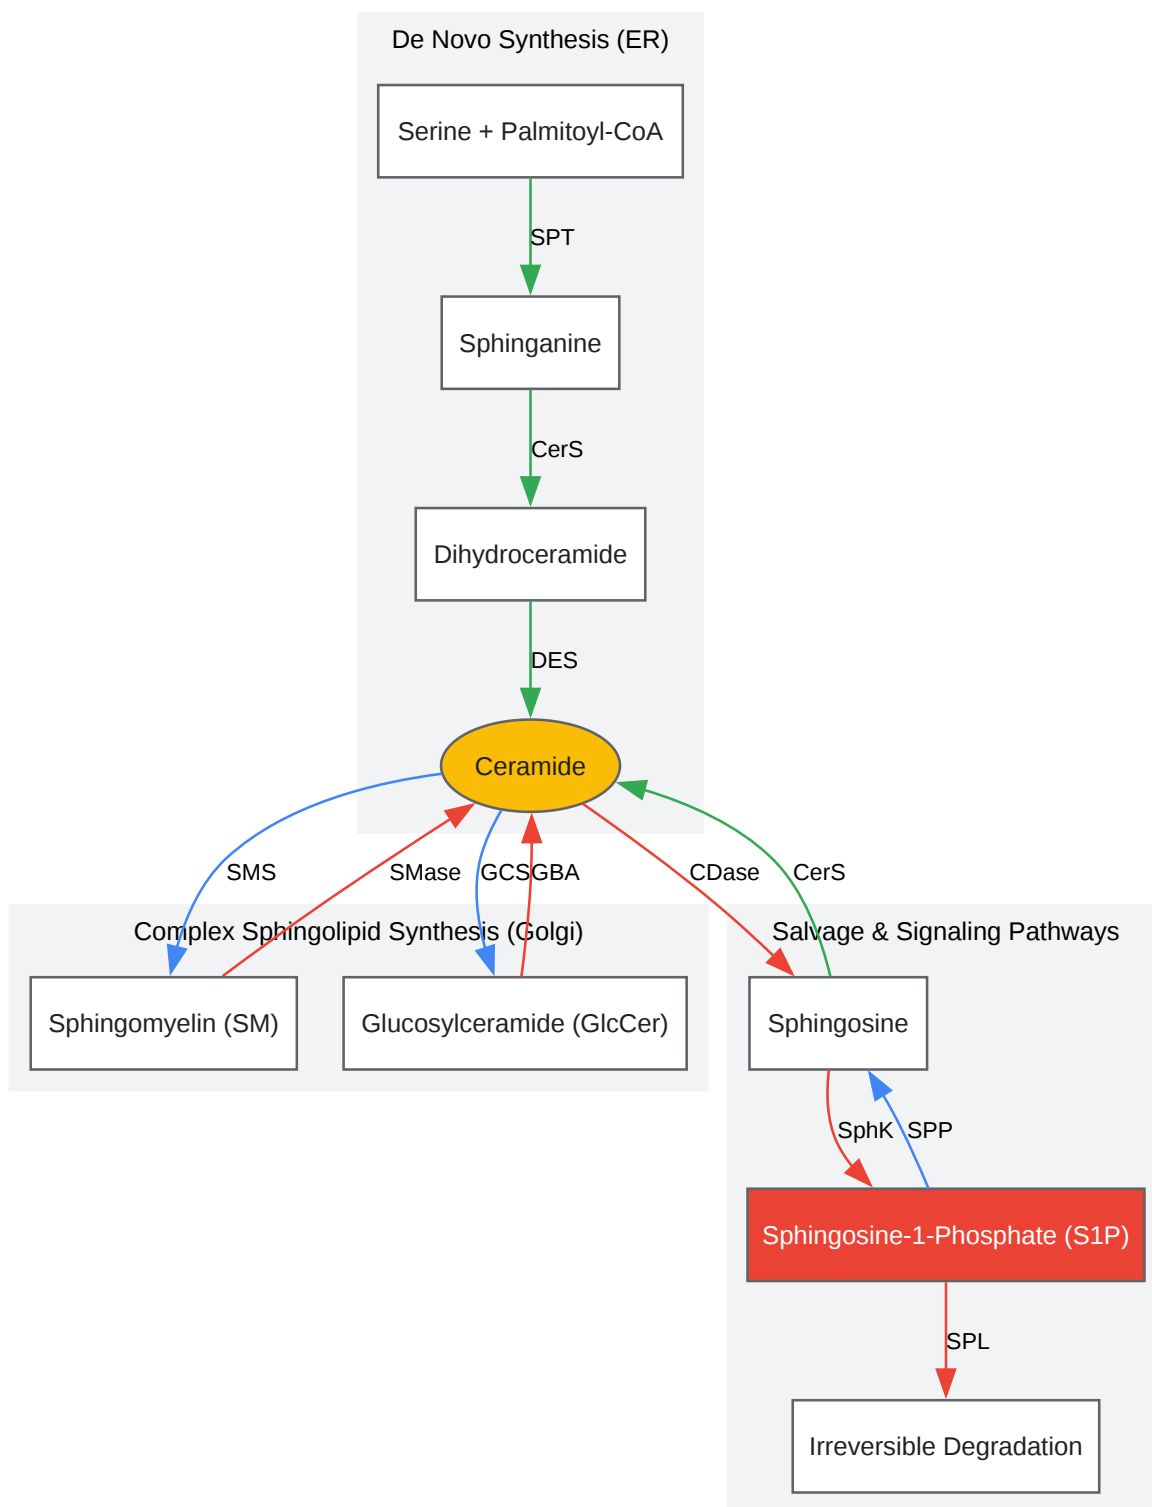 De Novo Synthesis (ER)
Serine + Palmitoyl-CoA
SPT
Sphinganine
CerS
Dihydroceramide
DES
Ceramide
SMS
SMase
GCS
GBA
CDase
CerS
Complex Sphingolipid Synthesis (Golgi)
Salvage & Signaling Pathways
Sphingomyelin (SM)
Glucosylceramide (GlcCer)
Sphingosine
SphK
SPP
Sphingosine-1-Phosphate (S1P)
SPL
Irreversible Degradation